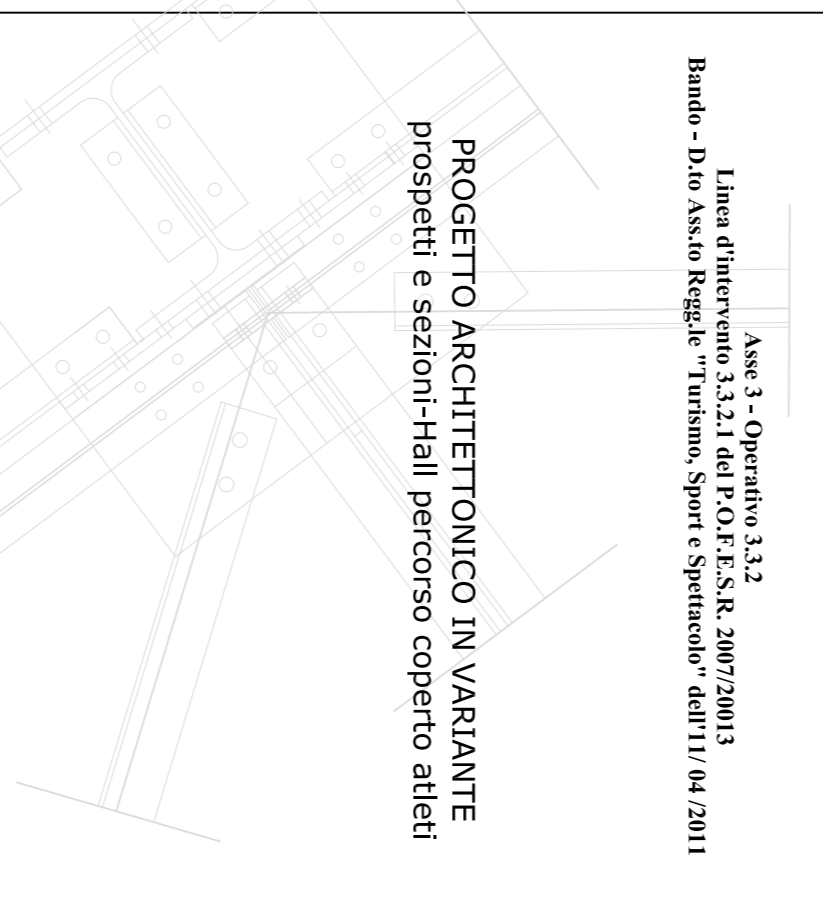 Asse 3 - Operativo 3.3.2
Linea d'intervento 3.3.2.1 del P.O.F.E.S.R. 2007/20013
Bando - D.to Ass.to Regg.le "Turismo, Sport e Spettacolo" dell'11/ 04 /2011
PROGETTO ARCHITETTONICO IN VARIANTE
prospetti e sezioni-Hall percorso coperto atleti